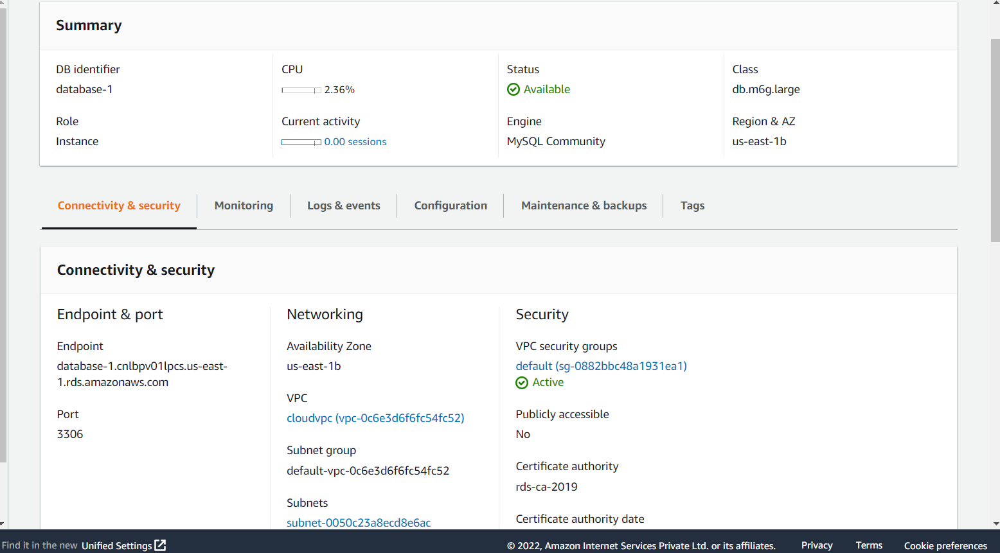 Summary
DB identifier
database-1
CPU
2.36%
Status
Available
Class
db.m6g.large
Role
Instance
Current activity
0.00 sessions
Engine
MySQL Community
Region & AZ
us-east-1b
Connectivity & security
Monitoring
Logs & events
Configuration
Maintenance & backups
Tags
Connectivity & security
Endpoint & port
Endpoint
database-1.cnlbpv01lpcs.us-east-
1.rds.amazonaws.com
Port
3306
Networking
Availability Zone
us-east-1b
VPC
cloudvpc (vpc-0c6e3d6f6fc54fc52)
Subnet group
default-vpc-0c6e3d6f6fc54fc52
Subnets
subnet-0050c23a8ecd8e6ac
Security
VPC security groups
default (sg-0882bbc48a1931ea1)
Active
Publicly accessible
No
Certificate authority
rds-ca-2019
Certificate authority date
Find it in the new Unified Settings
© 2022, Amazon Internet Services Private Ltd. or its affiliates.
Privacy
Terms
Cookie preferences